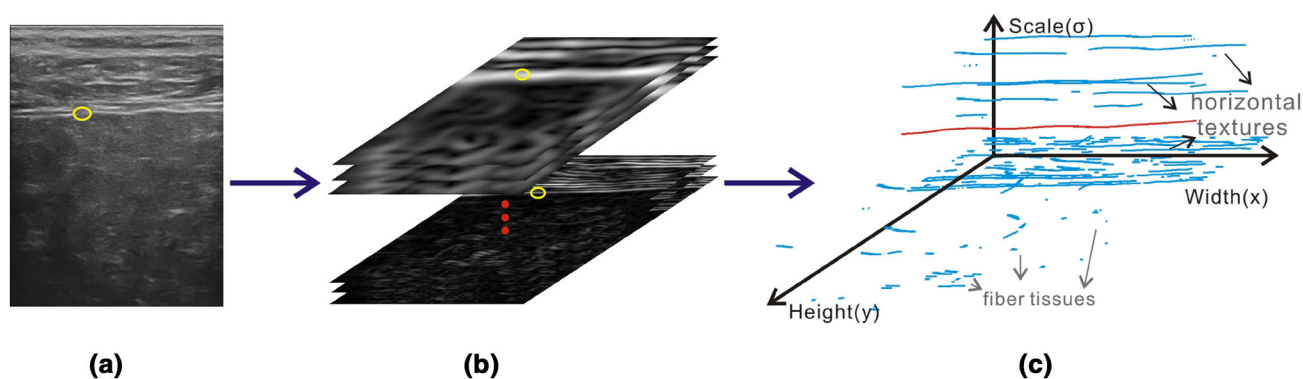 Scale(σ)
horizontal
textures
Width(x)
fiber tissues
Height(y)
(a)
(b)
(c)